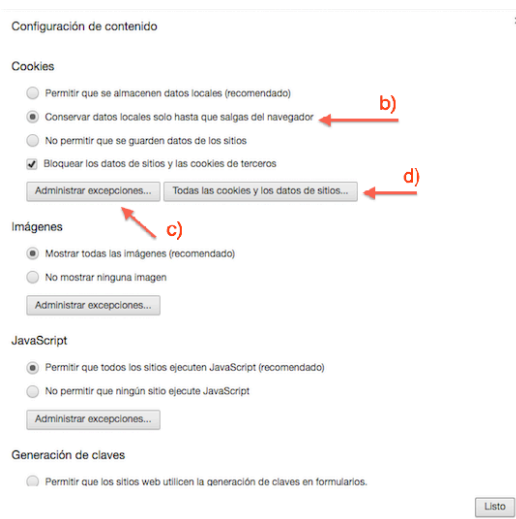 Configuración de contenido
Cookies
Permitir que se almacenen datos locales (recomendado)
Conservar datos locales solo hasta que salgas del navegador
b)
No permitir que se guarden datos de los sitios
Bloquear los datos de sitios y las cookies de terceros
d)
Administrar excepciones... Todas las cookies y los datos de sitios...
c)
Imágenes
Mostrar todas las imágenes (recomendado)
No mostrar ninguna imagen
Administrar excepciones...
JavaScript
Permitir que todos los sitios ejecuten JavaScript (recomendado)
No permitir que ningún sitio ejecute JavaScript
Administrar excepciones...
Generación de claves
Permitir que los sitios web utilicen la generación de claves en formularios.
Listo